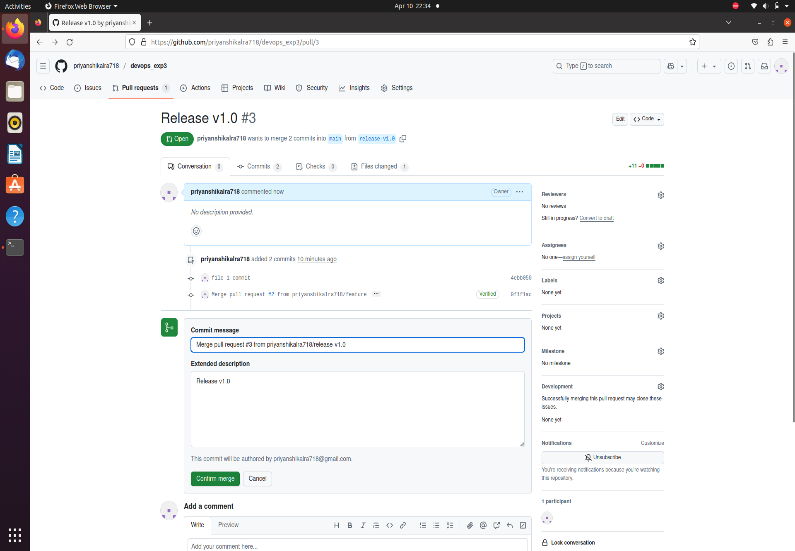 Activities Firefox Web Browser Apr 10 22:34
Release v1.0 by priyanshi
https://github.com/priyanshikalra718/devops_exp3/pull/3
priyanshikalra718 / devops_exp3 Type / to search
Code Issues Pull requests 1 Actions Projects Wiki Security Insights Settings
Release v1.0 #3
Edit Code
Open priyanshikalra718 wants to merge 2 commits into main from release-v1.0
Conversation 0 Commits 2 Checks 0 Files changed 1 +11 −0
priyanshikalra718 commented now Owner
No description provided.
priyanshikalra718 added 2 commits 10 minutes ago
file 1 commit
Merge pull request #2 from priyanshikalra718/feature Verified
Commit message
Merge pull request #3 from priyanshikalra718/release-v1.0
Extended description
Release v1.0
This commit will be authored by priyanshikalra718@gmail.com.
Confirm merge Cancel
Add a comment
Write Preview
H B I
Add your comment here...
Reviewers
No reviews
Still in progress? Convert to draft
Assignees
No one—assign yourself
Labels
None yet
Projects
None yet
Milestone
No milestone
Development
Successfully merging this pull request may close these
issues.
None yet
Notifications Customize
Unsubscribe
You're receiving notifications because you're watching
this repository.
1 participant
Lock conversation